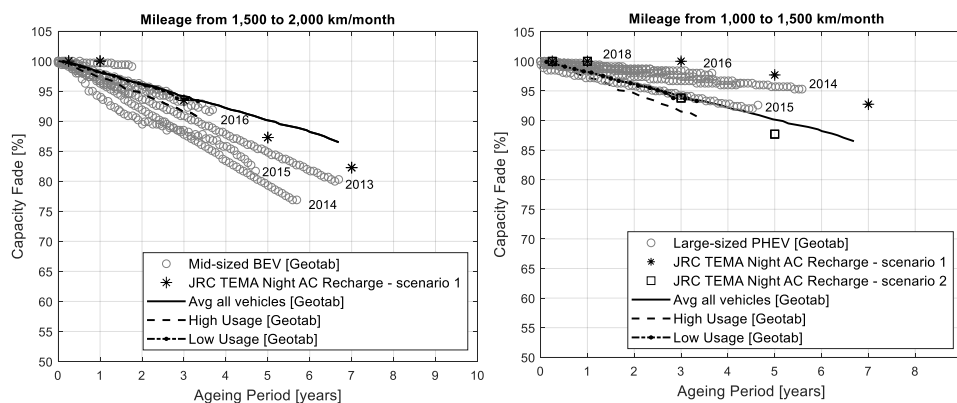 Mileage from 1,500 to 2,000 km/month
105
100
95
90
85
80
75
70
65
60
55
50
Capacity Fade [%]
2016
2015
2013
2014
Mid-sized BEV [Geotab]
JRC TEMA Night AC Recharge - scenario 1
Avg all vehicles [Geotab]
High Usage [Geotab]
Low Usage [Geotab]
0 1 2 3 4 5 6 7 8 9 10
Ageing Period [years]
Mileage from 1,000 to 1,500 km/month
105
100
95
90
85
80
75
70
65
60
55
50
Capacity Fade [%]
2018
2016
2014
2015
Large-sized PHEV [Geotab]
JRC TEMA Night AC Recharge - scenario 1
JRC TEMA Night AC Recharge - scenario 2
Avg all vehicles [Geotab]
High Usage [Geotab]
Low Usage [Geotab]
0 1 2 3 4 5 6 7 8
Ageing Period [years]